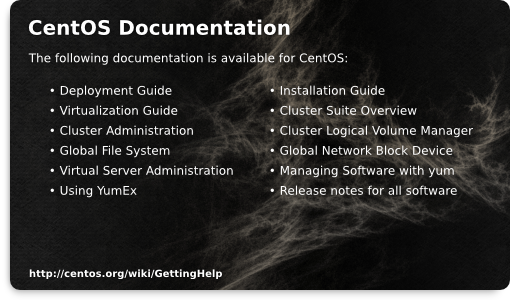 CentOS Documentation
The following documentation is available for CentOS:
• Deployment Guide
• Virtualization Guide
• Cluster Administration
• Global File System
• Virtual Server Administration
• Using YumEx
• Installation Guide
• Cluster Suite Overview
• Cluster Logical Volume Manager
• Global Network Block Device
• Managing Software with yum
• Release notes for all software
http://centos.org/wiki/GettingHelp